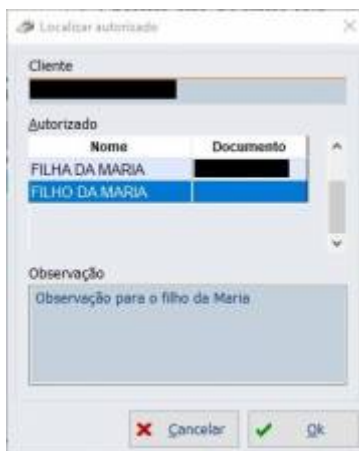 Localizar autorizado
Cliente
Autorizado
Nome Documento
FILHA DA MARIA
FILHO DA MARIA
Observação
Observação para o filho da Maria
Cancelar Ok